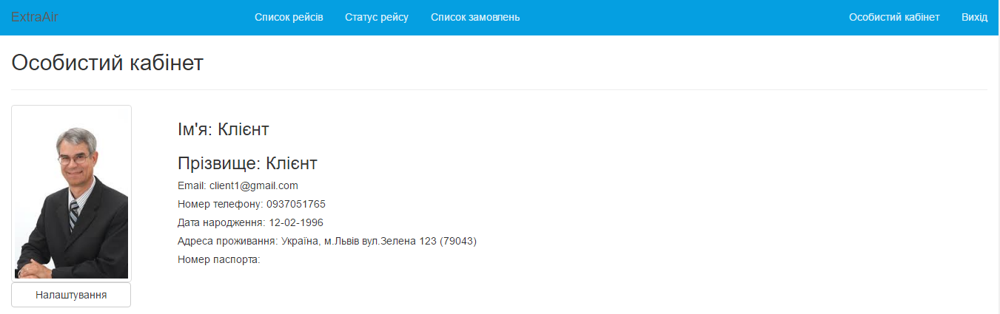 ExtraAir Список рейсів Статус рейсу Список замовлень Особистий кабінет Вихід
Особистий кабінет
Ім'я: Клієнт
Прізвище: Клієнт
Email: client1@gmail.com
Номер телефону: 0937051765
Дата народження: 12-02-1996
Адреса проживання: Україна, м.Львів вул.Зелена 123 (79043)
Номер паспорта:
Налаштування